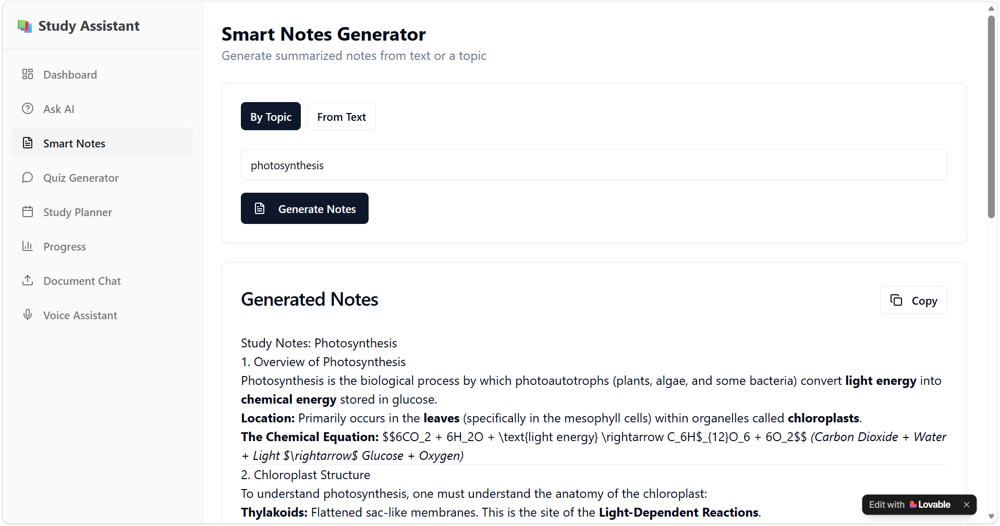 Study Assistant
Dashboard
Ask AI
Smart Notes
Quiz Generator
Study Planner
Progress
Document Chat
Voice Assistant
Smart Notes Generator
Generate summarized notes from text or a topic
By Topic
From Text
photosynthesis
Generate Notes
Generated Notes
Copy
Study Notes: Photosynthesis
1. Overview of Photosynthesis
Photosynthesis is the biological process by which photoautotrophs (plants, algae, and some bacteria) convert light energy into
chemical energy stored in glucose.
Location: Primarily occurs in the leaves (specifically in the mesophyll cells) within organelles called chloroplasts.
The Chemical Equation: $$6CO_2 + 6H_2O + \text{light energy} \rightarrow C_6H$_{12}O_6 + 6O_2$$ (Carbon Dioxide + Water
+ Light $\rightarrow$ Glucose + Oxygen)
2. Chloroplast Structure
To understand photosynthesis, one must understand the anatomy of the chloroplast:
Thylakoids: Flattened sac-like membranes. This is the site of the Light-Dependent Reactions.
Edit with Lovable